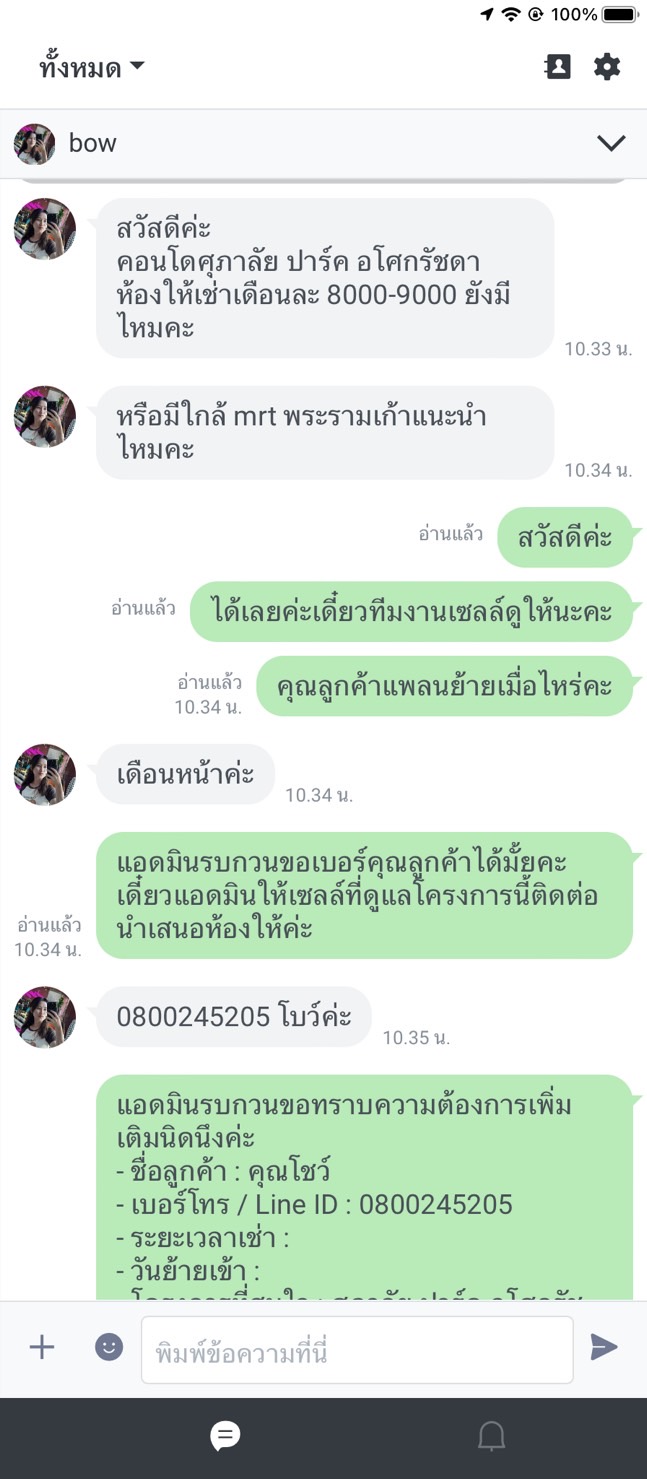 100%
ทั้งหมด
bow
สวัสดีค่ะ
คอนโดศุภาลัย ปาร์ค อโศกรัชดา
ห้องให้เช่าเดือนละ 8000-9000 ยังมี
ไหมคะ
10.33 น.
หรือมีใกล้ mrt พระรามเก้าแนะนำ
ไหมคะ
10.34 น.
อ่านแล้ว
สวัสดีค่ะ
อ่านแล้ว
ได้เลยค่ะเดี๋ยวทีมงานเซลล์ดูให้นะคะ
อ่านแล้ว
10.34 น.
คุณลูกค้าแพลนย้ายเมื่อไหร่คะ
เดือนหน้าค่ะ
10.34 น.
แอดมินรบกวนขอเบอร์คุณลูกค้าได้มั้ยคะ
เดี๋ยวแอดมินให้เซลล์ที่ดูแลโครงการนี้ติดต่อ
นำเสนอห้องให้ค่ะ
อ่านแล้ว
10.34 น.
0800245205 โบว์ค่ะ
10.35 น.
แอดมินรบกวนขอทราบความต้องการเพิ่ม
เติมนิดนึงค่ะ
- ชื่อลูกค้า : คุณโชว์
- เบอร์โทร / Line ID : 0800245205
- ระยะเวลาเช่า :
- วันย้ายเข้า :
พิมพ์ข้อความที่นี่